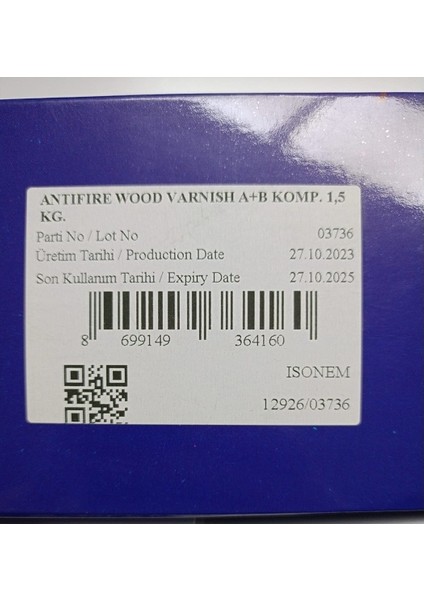 ANTIFIRE WOOD VARNISH A+B KOMP. 1,5
KG.
Parti No / Lot No 03736
Üretim Tarihi / Production Date 27.10.2023
Son Kullanım Tarihi / Expiry Date 27.10.2025
8 699149 364160
ISONEM
12926/03736